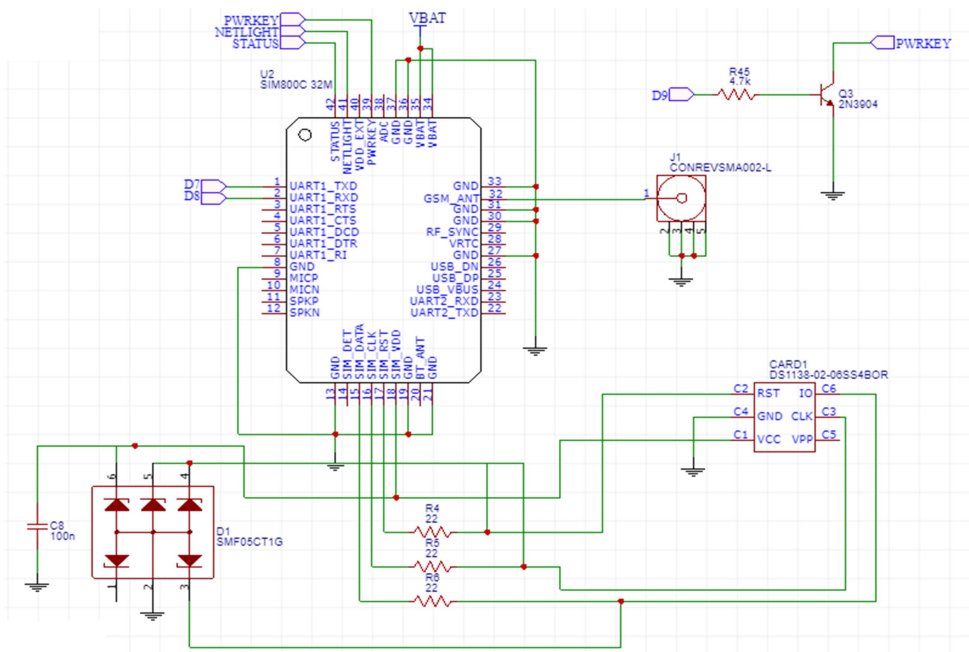 PWRKEY
NETLIGHT
STATUS
VBAT
PWRKEY
U2
SIM800C 32M
R45
4.7k
D9
Q3
2N3904
42 41 40 39 38 37 36 35 34
STATUS
NETLIGHT
VDD_EXT
PWRKEY
ADC
GND
GND
VBAT
VBAT
J1
CONREVSMA002-L
D7
D8
1 UART1_TXD
2 UART1_RXD
3 UART1_RTS
4 UART1_CTS
5 UART1_DCD
6 UART1_DTR
7 UART1_RI
8 GND
9 MICP
10 MICN
11 SPKP
12 SPKN
GND 33
GSM_ANT 32
GND 31
GND 30
RF_SYNC 29
VRTC 28
GND 27
USB_DN 26
USB_DP 25
USB_VBUS 24
UART2_RXD 23
UART2_TXD 22
1
2 3 4 5
GND
SIM_DET
SIM_DATA
SIM_CLK
SIM_RST
SIM_VDD
GND
BT_ANT
GND
13 14 15 16 17 18 19 20 21
CARD1
DS1138-02-06SS4BOR
C2 RST IO C6
C4 GND CLK C3
C1 VCC VPP C5
6 5 4
C8
100n
D1
SMF05CT1G
1 2 3
R4
22
R5
22
R6
22